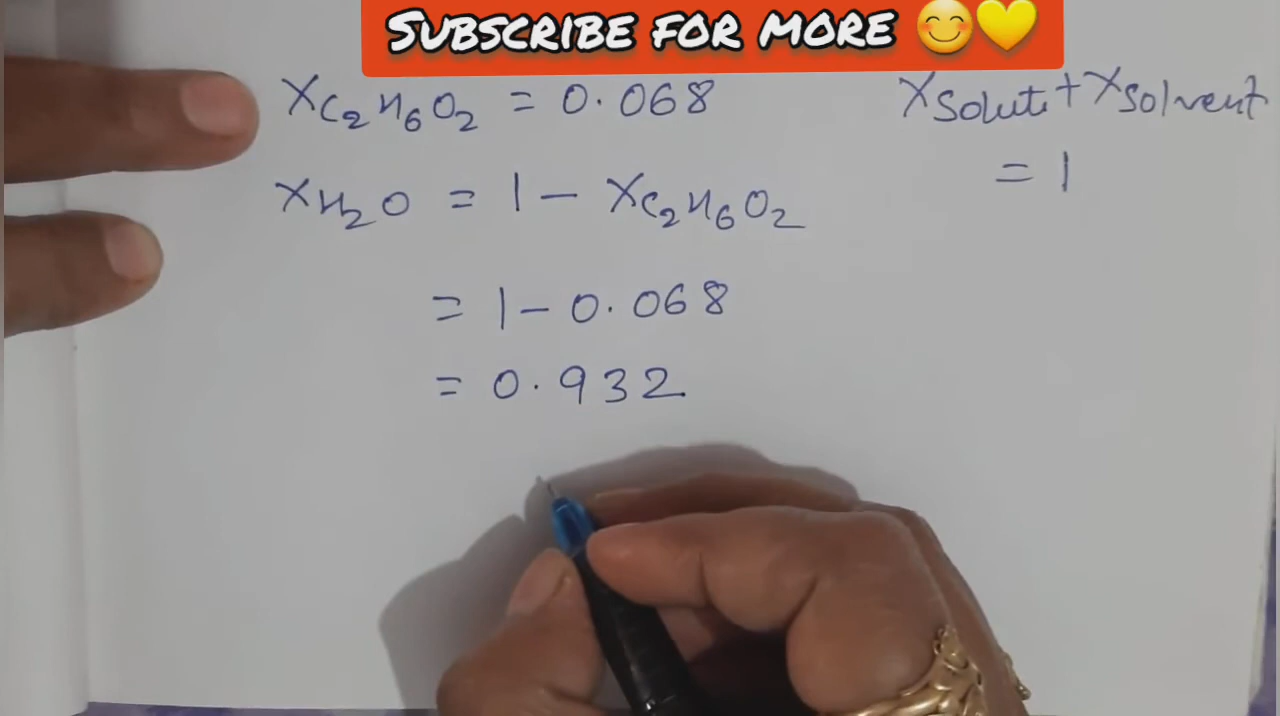 SUBSCRIBE FOR MORE 😊💛
xC₂H₆O₂ = 0.068
xSolute + xSolvent
= 1
xH₂O = 1 – xC₂H₆O₂
= 1 – 0.068
= 0.932